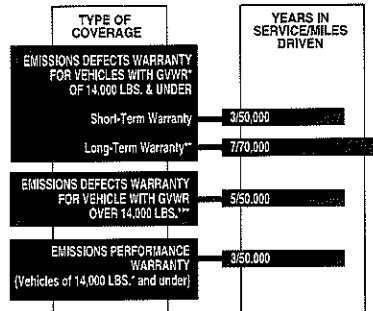 TYPE OF
COVERAGE
YEARS IN
SERVICE/MILES
DRIVEN
EMISSIONS DEFECTS WARRANTY
FOR VEHICLES WITH GVWR*
OF 14,000 LBS. & UNDER
Short-Term Warranty
3/50,000
Long-Term Warranty**
7/70,000
EMISSIONS DEFECTS WARRANTY
FOR VEHICLE WITH GVWR
OVER 14,000 LBS.***
5/50,000
EMISSIONS PERFORMANCE
WARRANTY
(Vehicles of 14,000 LBS.* and under)
3/50,000